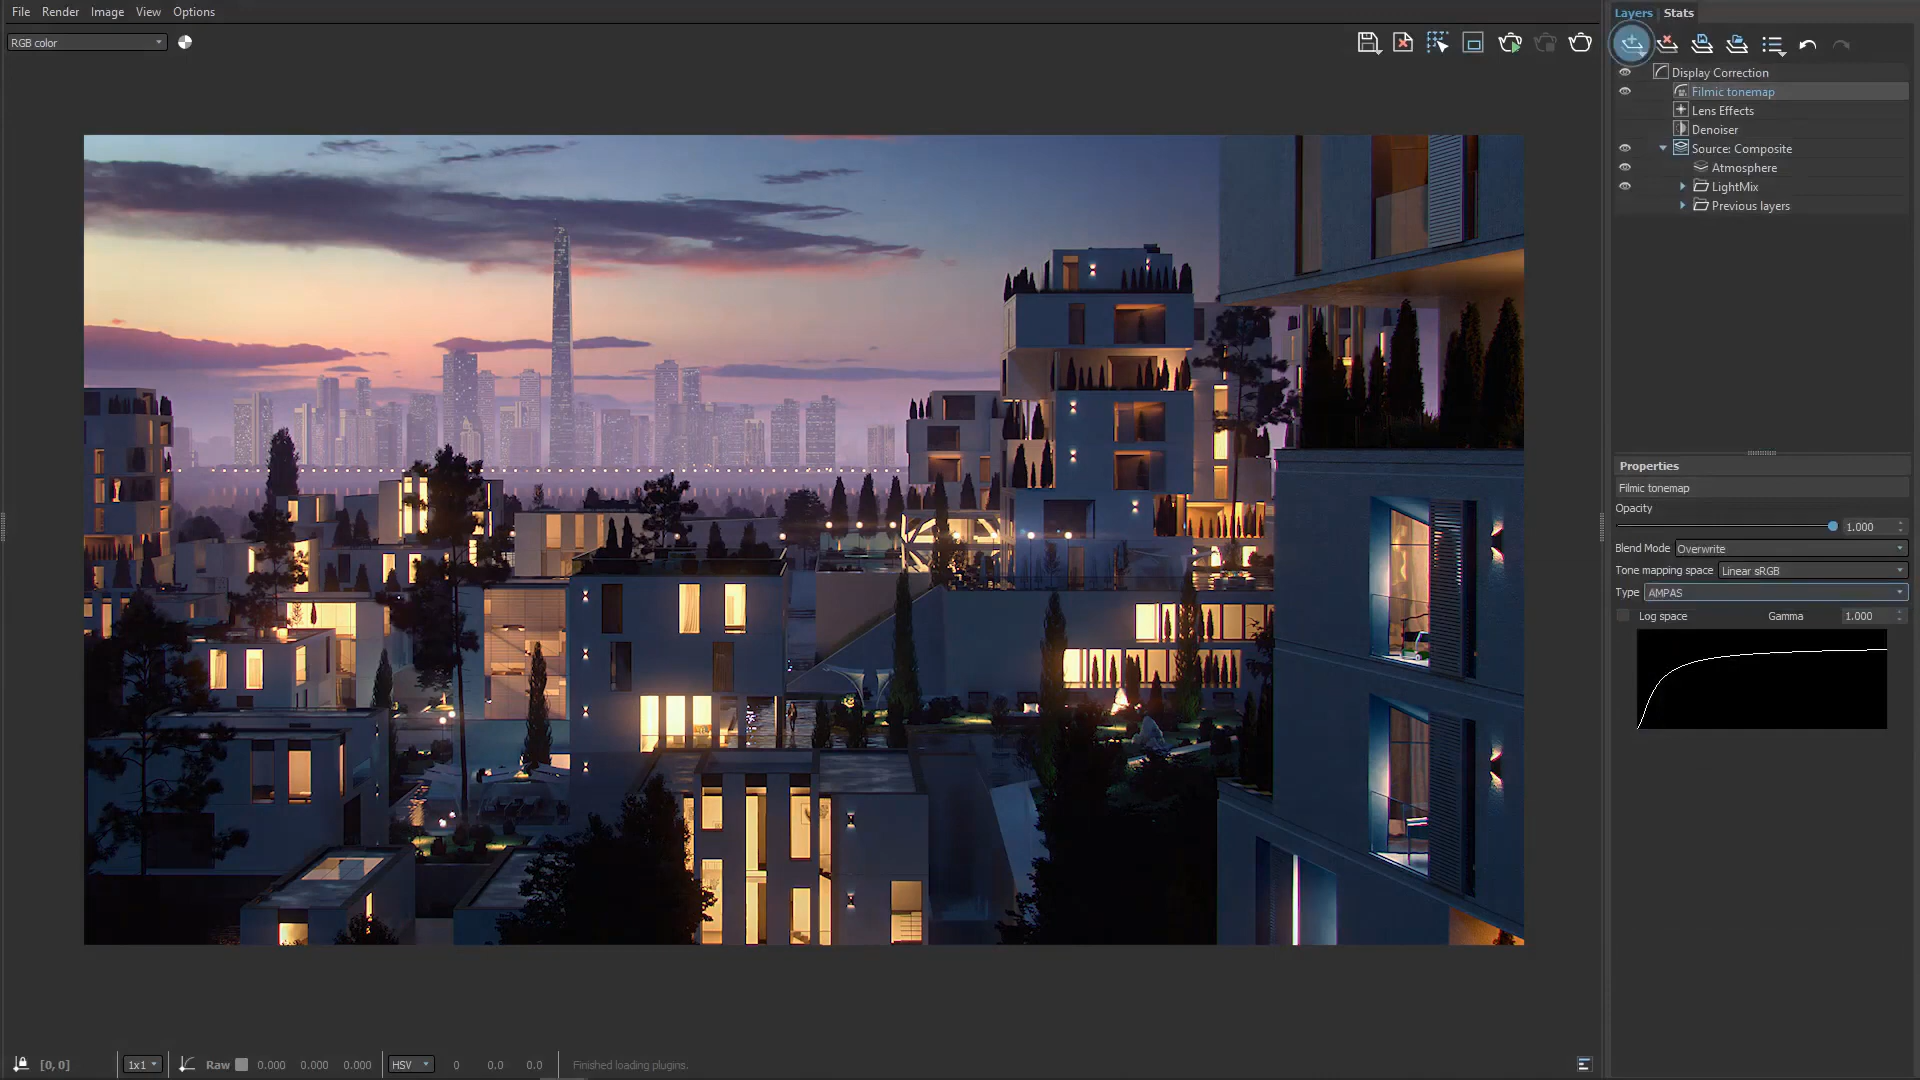 File Render Image View Options
RGB color
Layers Stats
Display Correction
Filmic tonemap
Lens Effects
Denoiser
Source: Composite
Atmosphere
LightMix
Previous layers
Properties
Filmic tonemap
Opacity
1.000
Blend Mode Overwrite
Tone mapping space Linear sRGB
Type AMPAS
Log space Gamma 1.000
[0, 0] 1x1 Raw 0.000 0.000 0.000 HSV 0 0.0 0.0 Finished loading plugins.